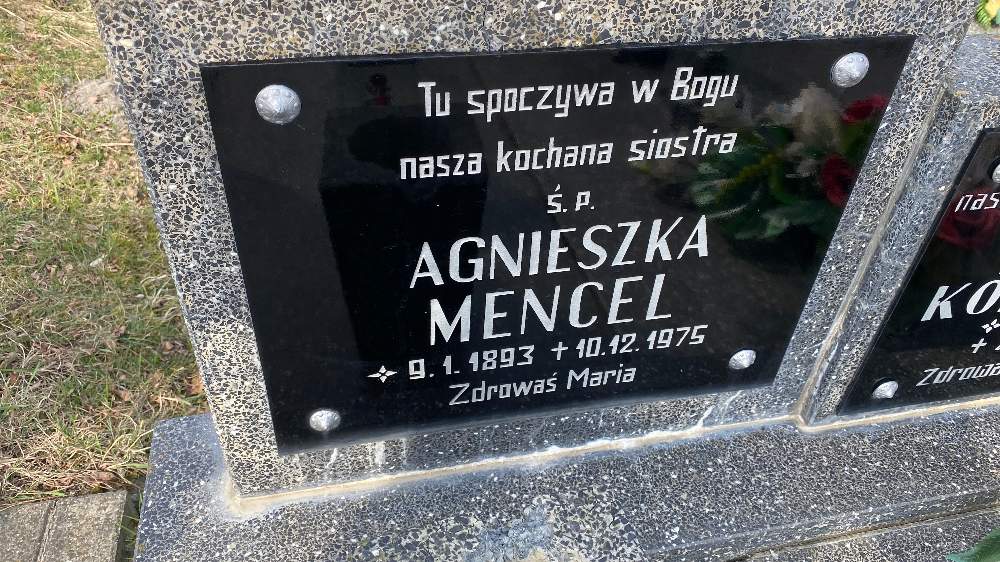 Tu spoczywa w Bogu
nasza kochana siostra
ś. p.
AGNIESZKA
MENCEL
9. 1. 1893 + 10.12.1975
Zdrowaś Maria